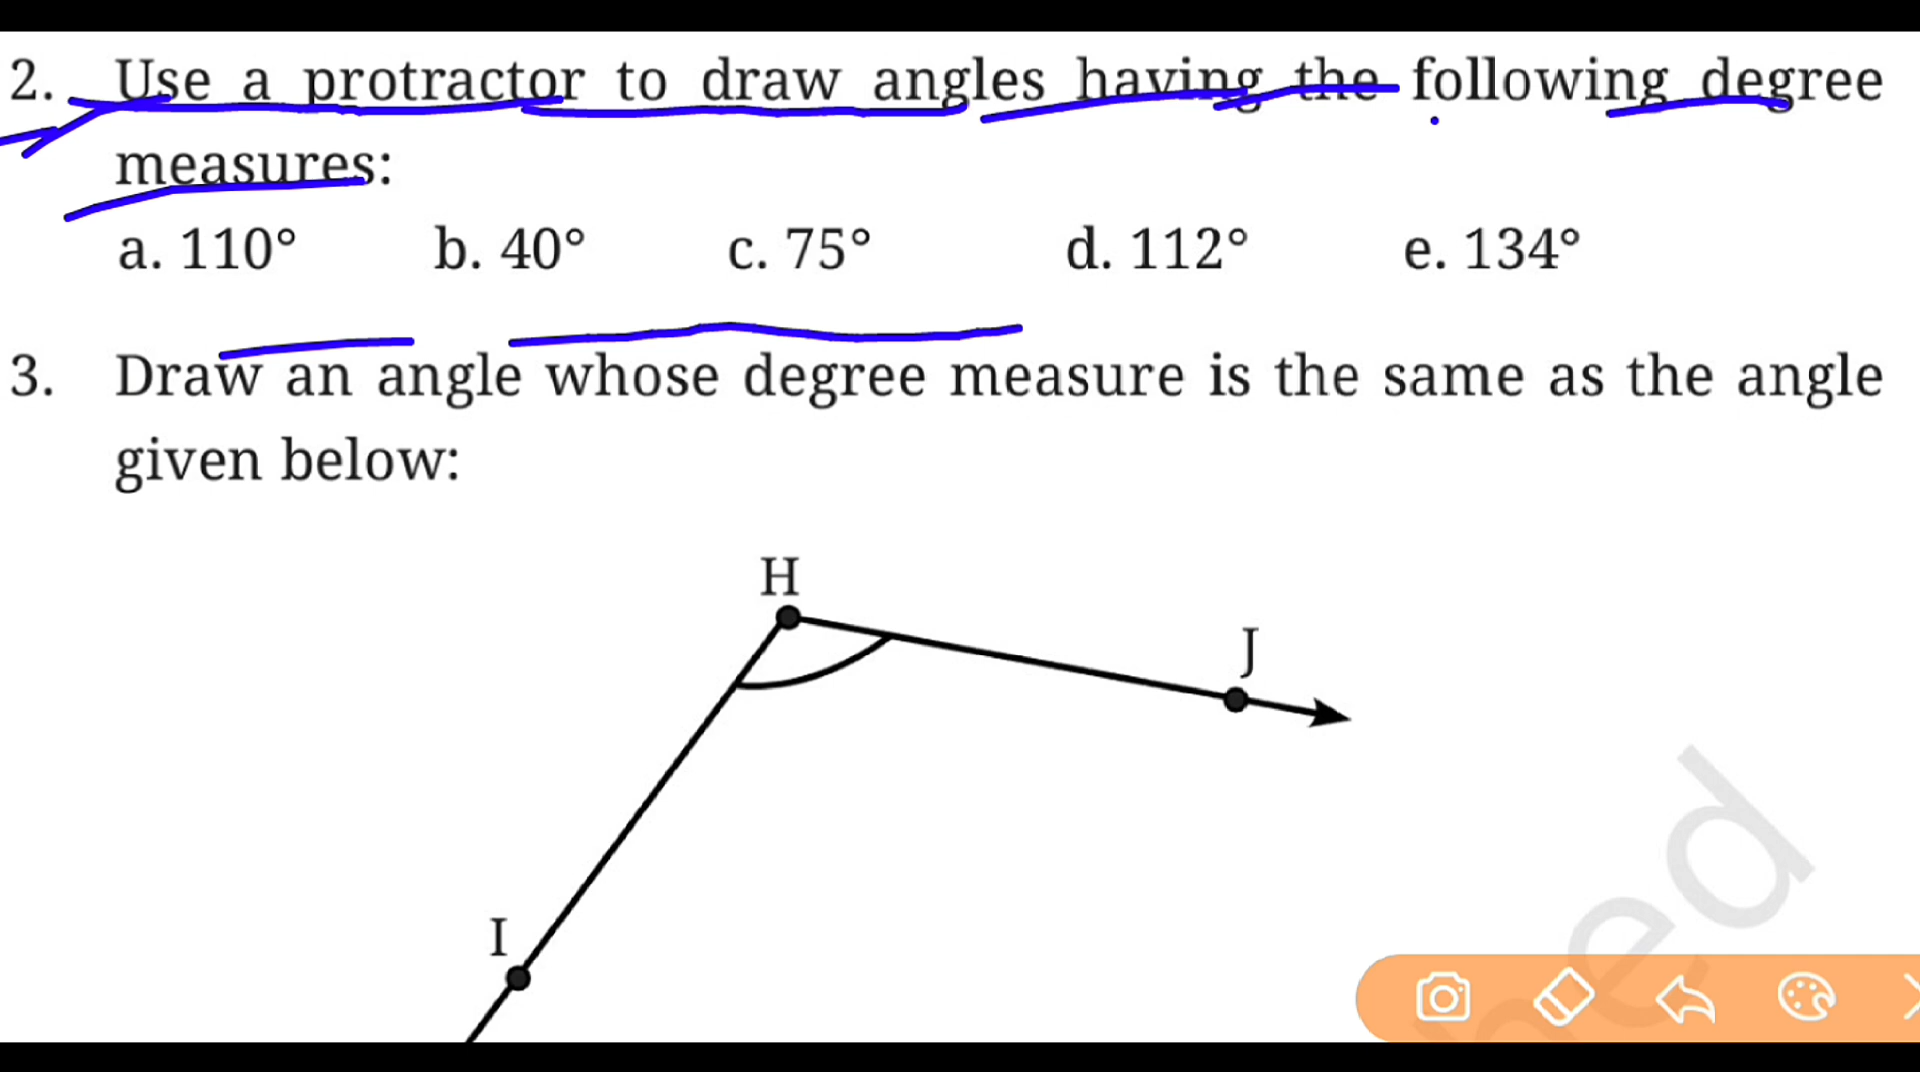 2. Use a protractor to draw angles having the following degree
measures:
a. 110° b. 40° c. 75° d. 112° e. 134°
3. Draw an angle whose degree measure is the same as the angle
given below:
H
J
I